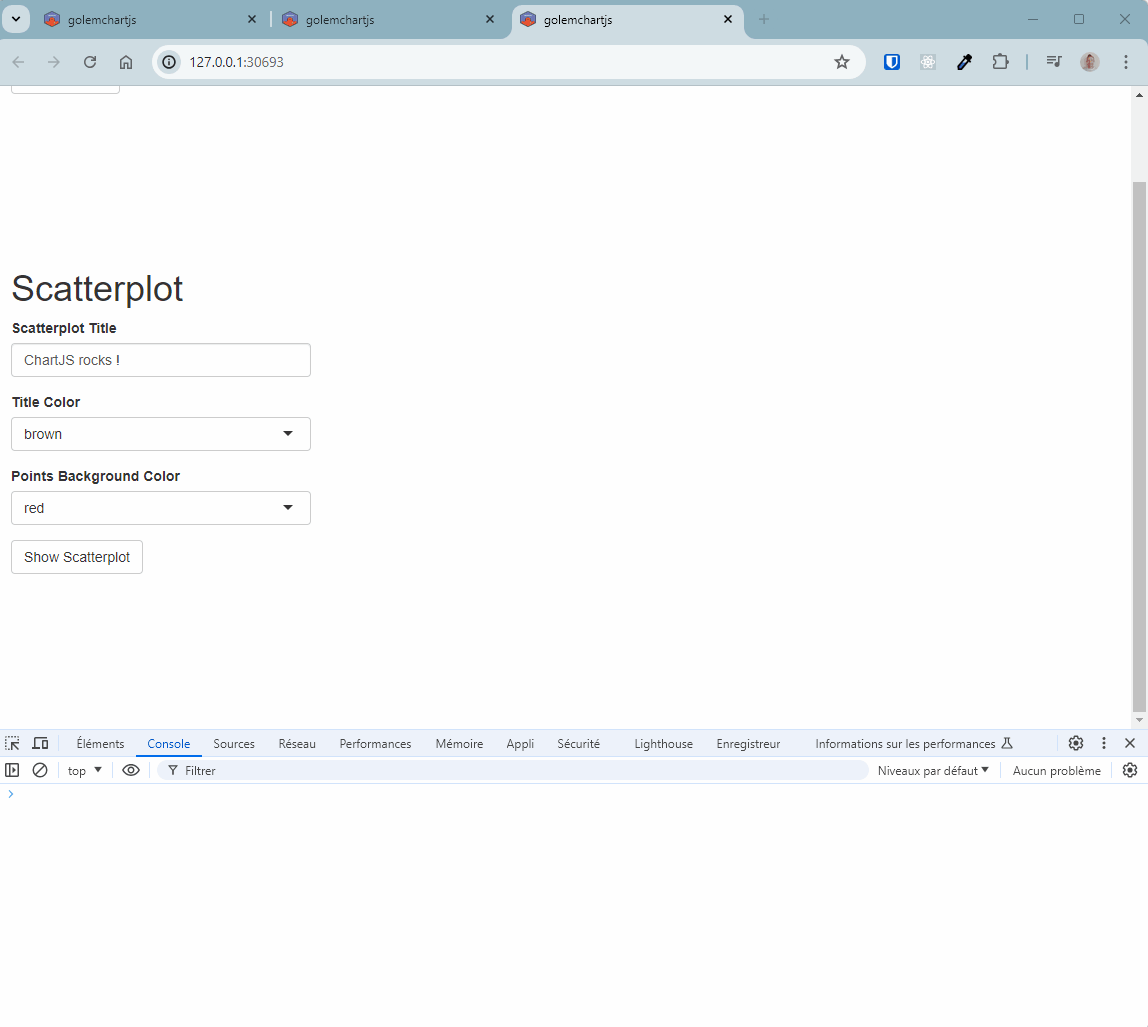 golemchartjs golemchartjs golemchartjs
127.0.0.1:30693
Scatterplot
Scatterplot Title
ChartJS rocks !
Title Color
brown
Points Background Color
red
Show Scatterplot
Éléments Console Sources Réseau Performances Mémoire Appli Sécurité Lighthouse Enregistreur Informations sur les performances
top Filtrer Niveaux par défaut Aucun problème